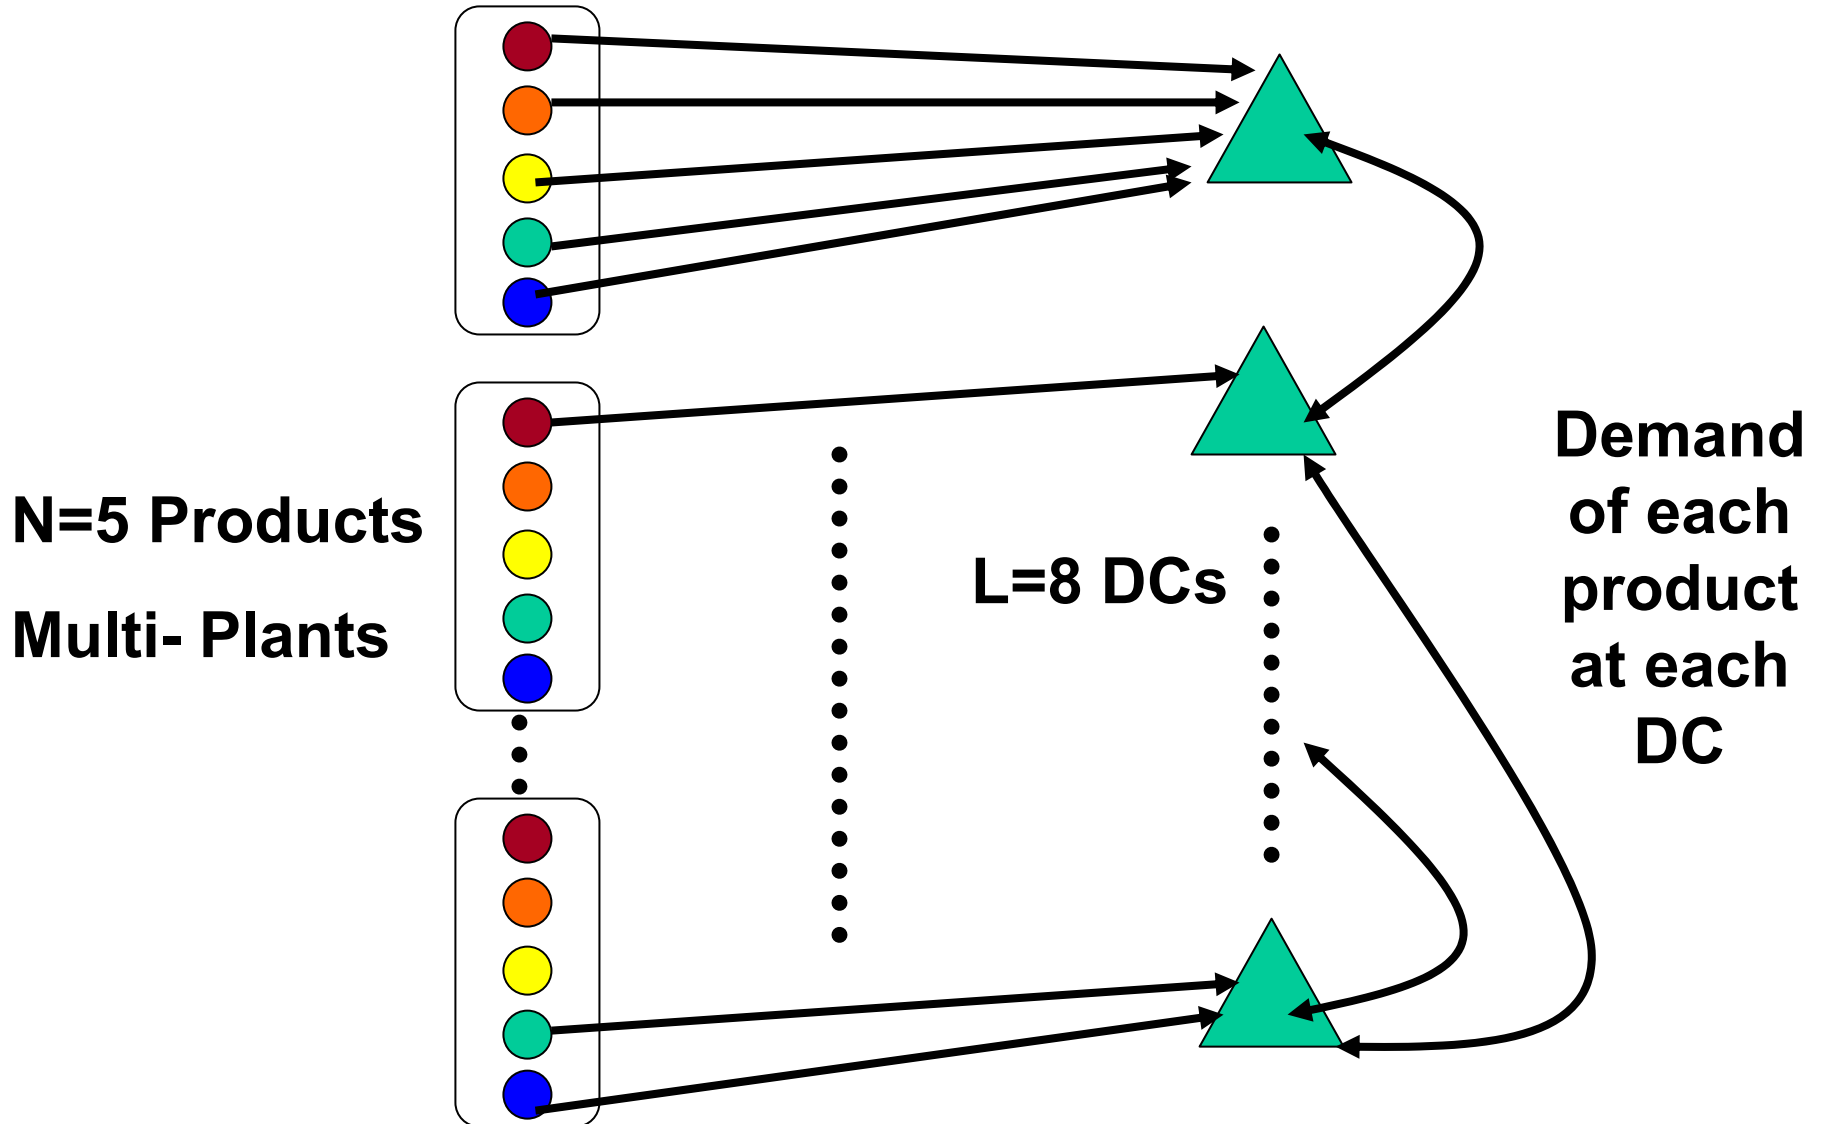 N=5 Products
Multi- Plants
L=8 DCs
Demand
of each
product
at each
DC